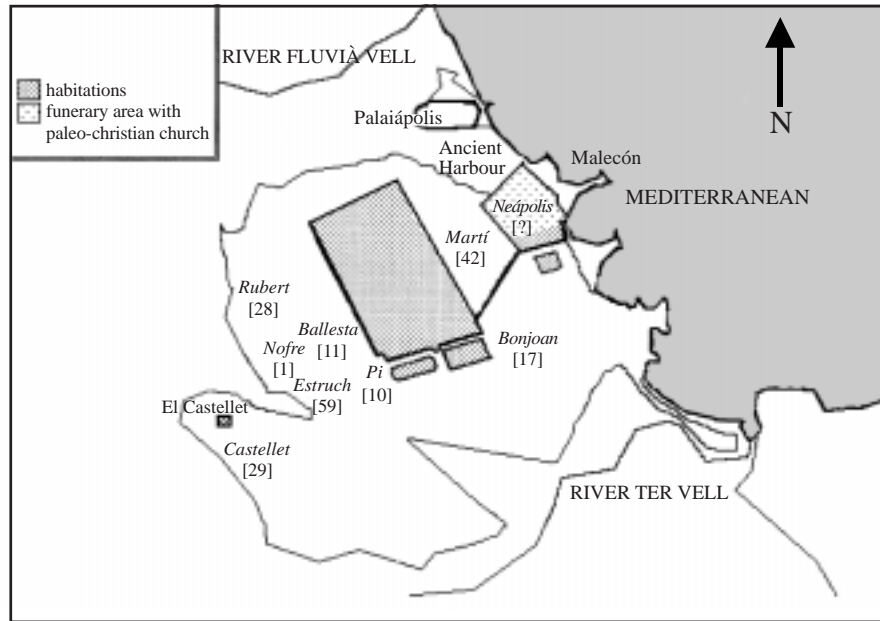 RIVER FLUVIÀ VELL
habitations
funerary area with
paleo-christian church
Palaiápolis
N
Ancient
Harbour
Malecón
MEDITERRANEAN
Neápolis
[?]
Martí
[42]
Rubert
[28]
Ballesta
[11]
Nofre
[1]
Pi
[10]
Bonjoan
[17]
Estruch
[59]
El Castellet
Castellet
[29]
RIVER TER VELL